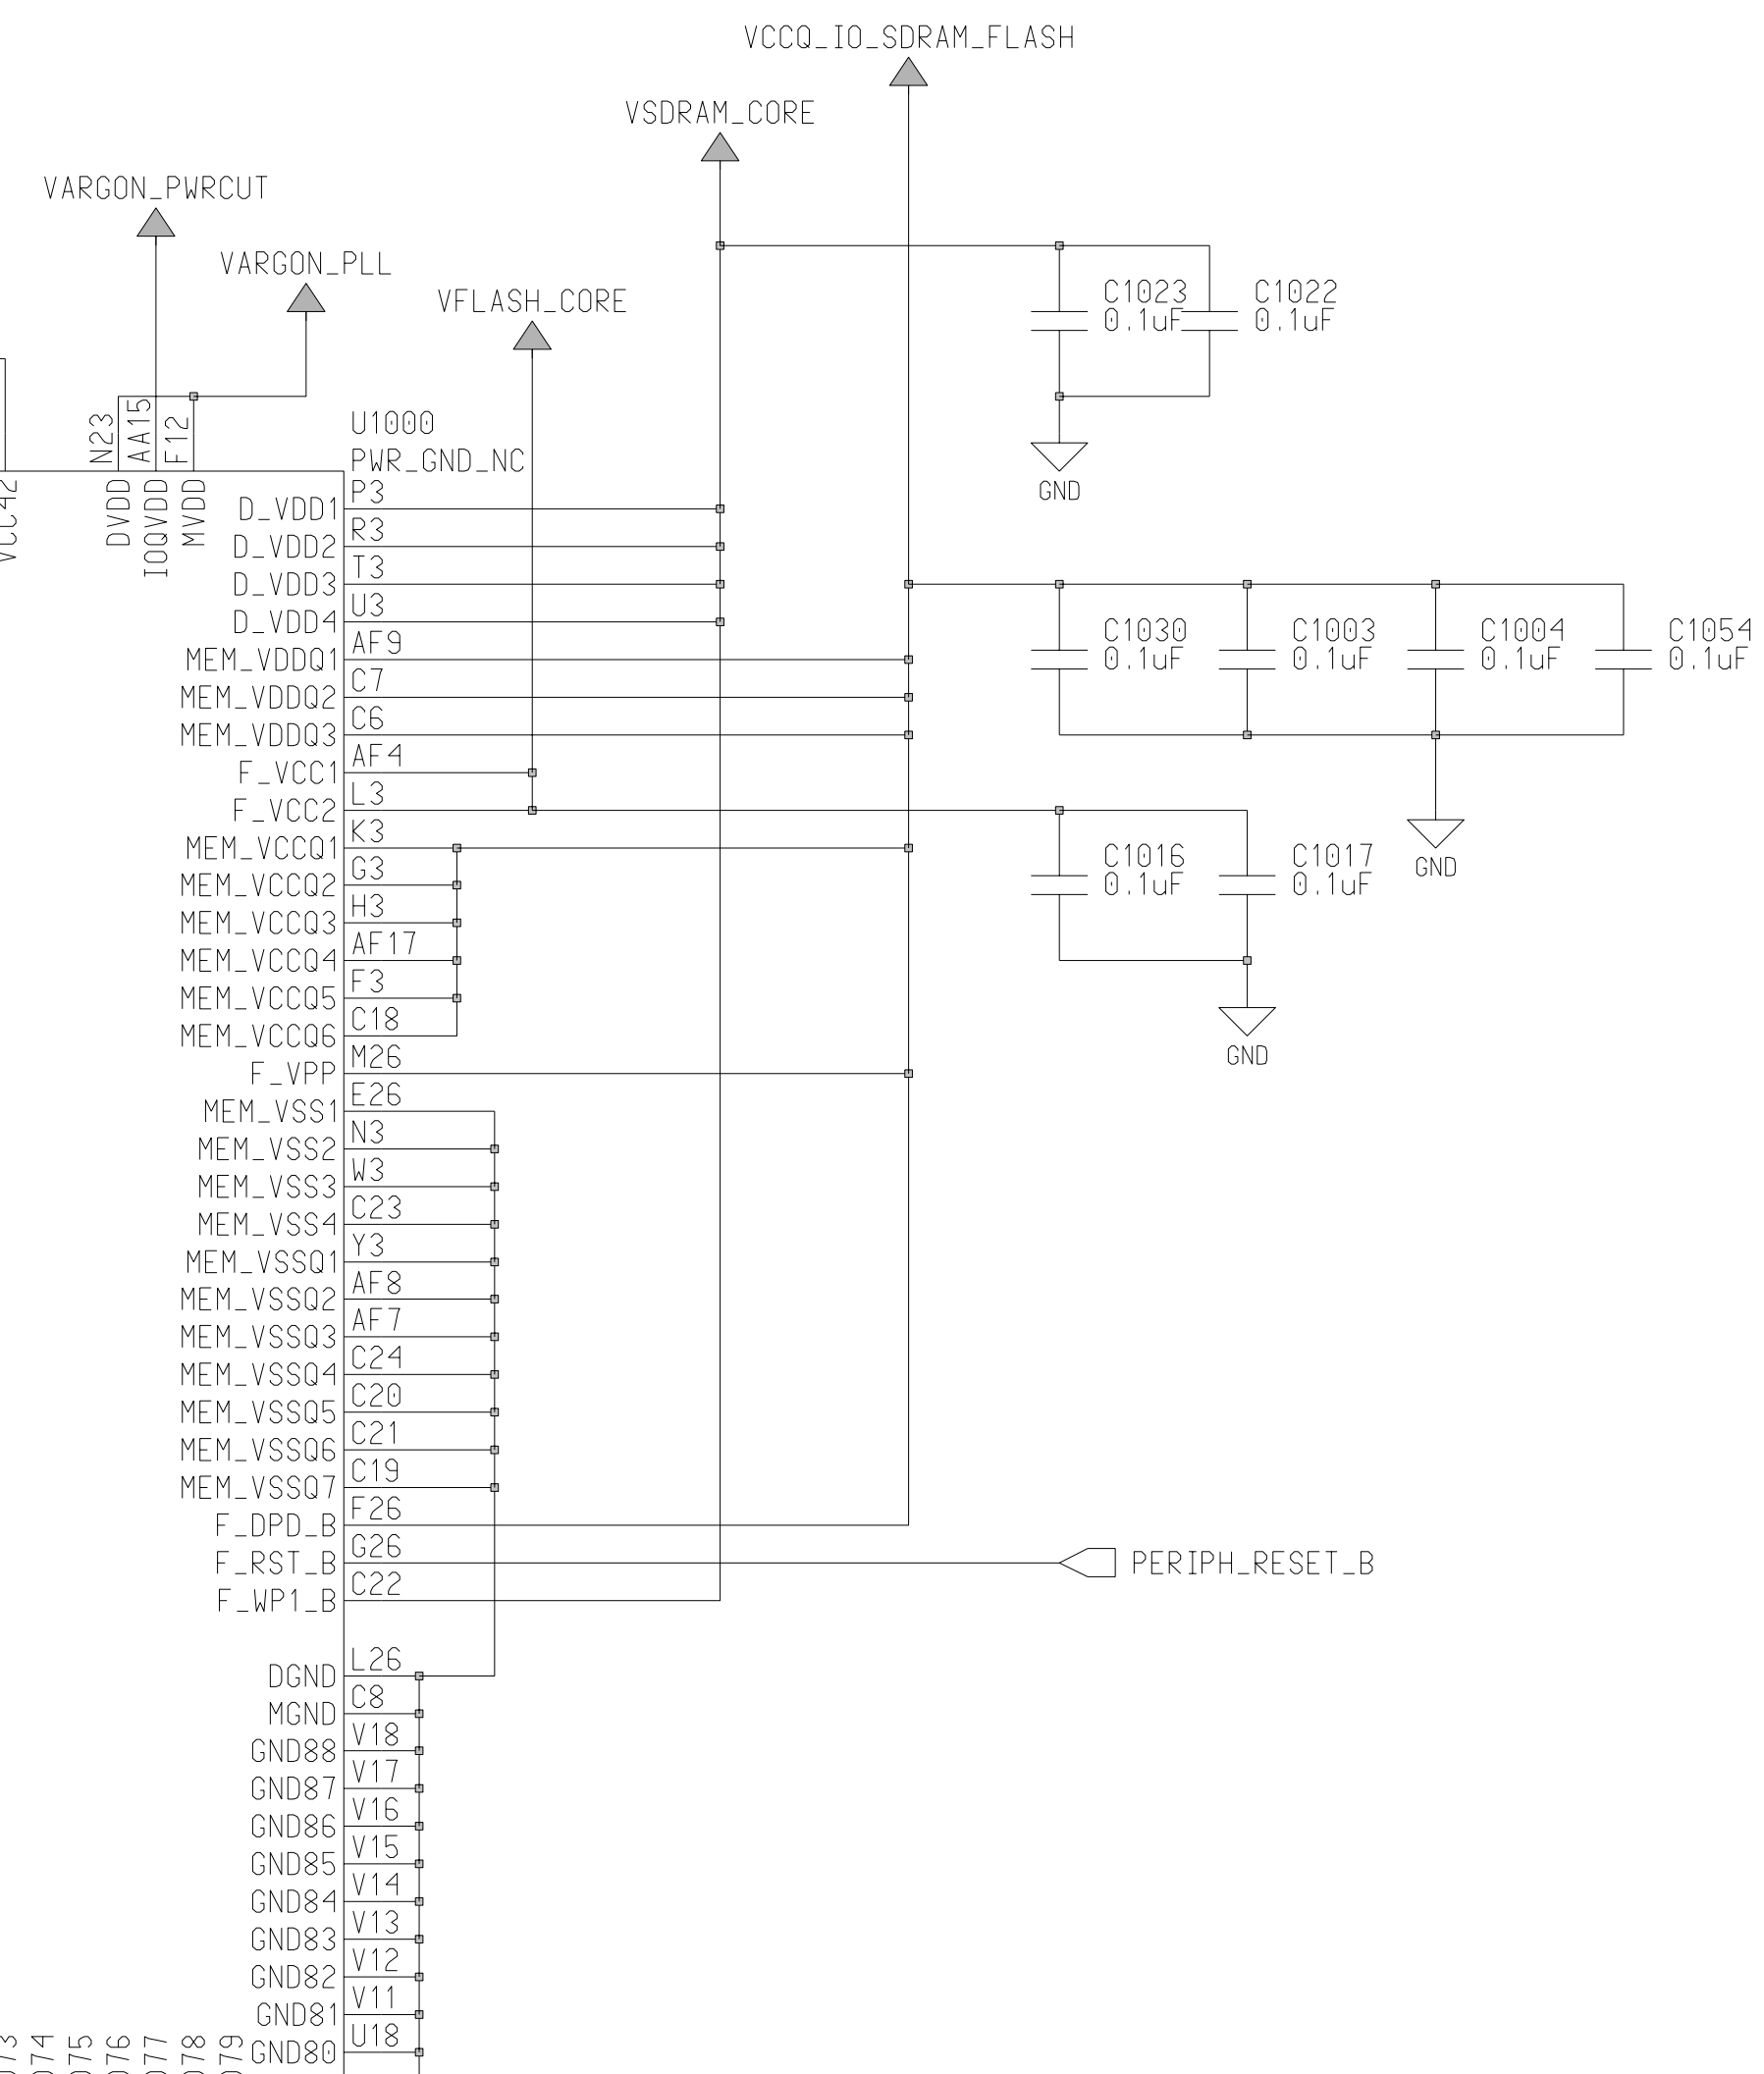 VCCQ_IO_SDRAM_FLASH
VSDRAM_CORE
VARGON_PWRCUT
VARGON_PLL
VFLASH_CORE
C1023
0.1uF
C1022
0.1uF
GND
N23
AA15
F12
U1000
PWR_GND_NC
VCC42
DVDD
IOQVDD
MVDD
D_VDD1 P3
D_VDD2 R3
D_VDD3 T3
D_VDD4 U3
MEM_VDDQ1 AF9
MEM_VDDQ2 C7
MEM_VDDQ3 C6
F_VCC1 AF4
F_VCC2 L3
MEM_VCCQ1 K3
MEM_VCCQ2 G3
MEM_VCCQ3 H3
MEM_VCCQ4 AF17
MEM_VCCQ5 F3
MEM_VCCQ6 C18
F_VPP M26
MEM_VSS1 E26
MEM_VSS2 N3
MEM_VSS3 W3
MEM_VSS4 C23
MEM_VSSQ1 Y3
MEM_VSSQ2 AF8
MEM_VSSQ3 AF7
MEM_VSSQ4 C24
MEM_VSSQ5 C20
MEM_VSSQ6 C21
MEM_VSSQ7 C19
F_DPD_B F26
F_RST_B G26
F_WP1_B C22
DGND L26
MGND C8
GND88 V18
GND87 V17
GND86 V16
GND85 V15
GND84 V14
GND83 V13
GND82 V12
GND81 V11
GND80 U18
C1030
0.1uF
C1003
0.1uF
C1004
0.1uF
C1054
0.1uF
GND
C1016
0.1uF
C1017
0.1uF
GND
PERIPH_RESET_B